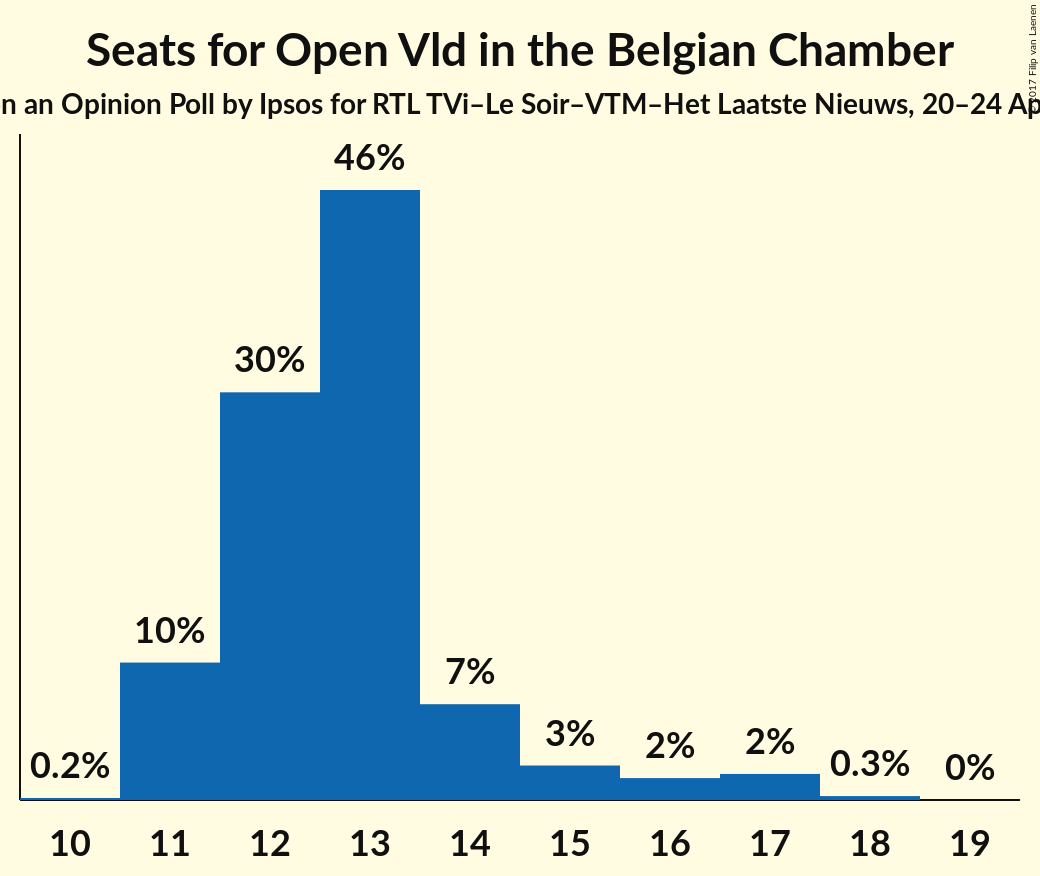 Seats for Open Vld in the Belgian Chamber
n an Opinion Poll by Ipsos for RTL TVi–Le Soir–VTM–Het Laatste Nieuws, 20–24 Ap
2017 Filip van Laenen
46%
30%
10%
7%
3%
2%
2%
0.3%
0.2%
0%
10 11 12 13 14 15 16 17 18 19